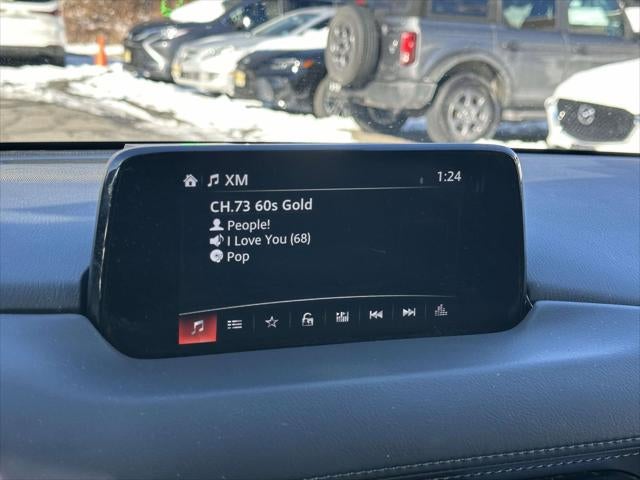 XM
1:24
CH.73 60s Gold
People!
I Love You (68)
Pop